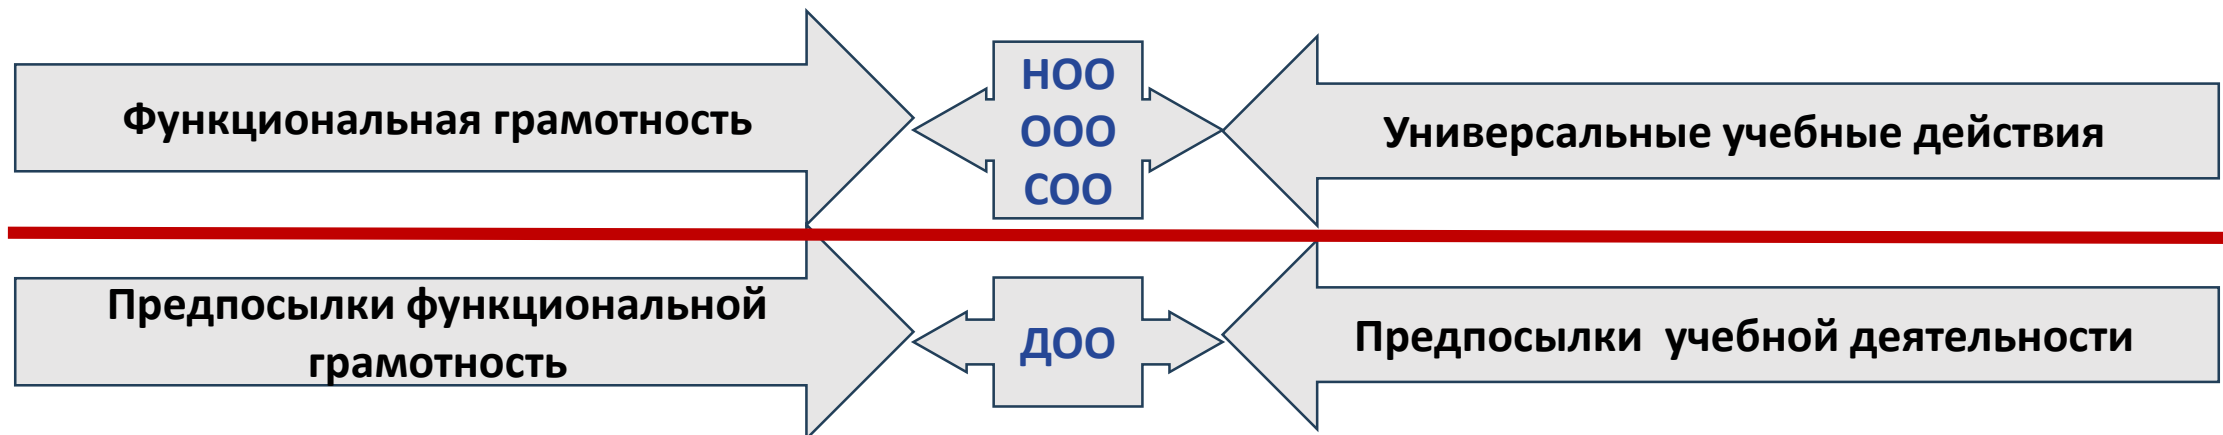 Функциональная грамотность
НОО
ООО
СОО
Универсальные учебные действия
Предпосылки функциональной
грамотность
ДОО
Предпосылки  учебной деятельности